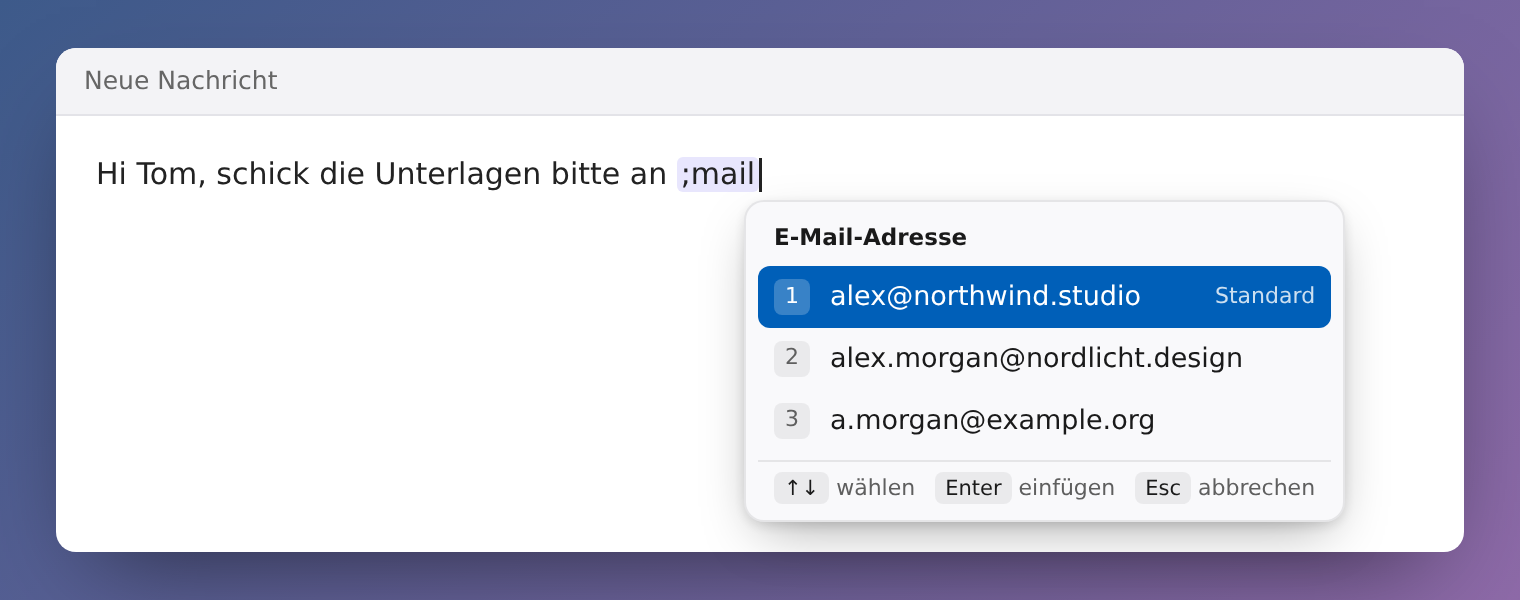 Neue Nachricht
Hi Tom, schick die Unterlagen bitte an ;mail
E-Mail-Adresse
1 alex@northwind.studio Standard
2 alex.morgan@nordlicht.design
3 a.morgan@example.org
↑↓ wählen Enter einfügen Esc abbrechen